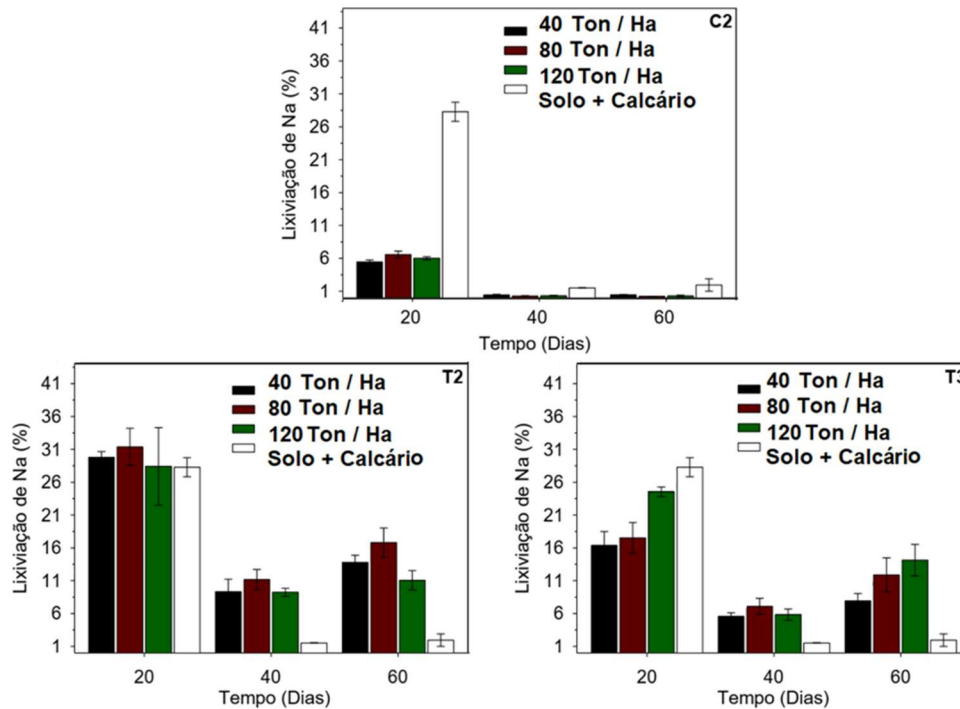 C2
40 Ton / Ha
80 Ton / Ha
120 Ton / Ha
Solo + Calcário
Lixiviação de Na (%)
41
36
31
26
21
16
11
6
1
20 40 60
Tempo (Dias)
T2
40 Ton / Ha
80 Ton / Ha
120 Ton / Ha
Solo + Calcário
Lixiviação de Na (%)
41
36
31
26
21
16
11
6
1
20 40 60
Tempo (Dias)
T3
40 Ton / Ha
80 Ton / Ha
120 Ton / Ha
Solo + Calcário
Lixiviação de Na (%)
41
36
31
26
21
16
11
6
1
20 40 60
Tempo (Dias)